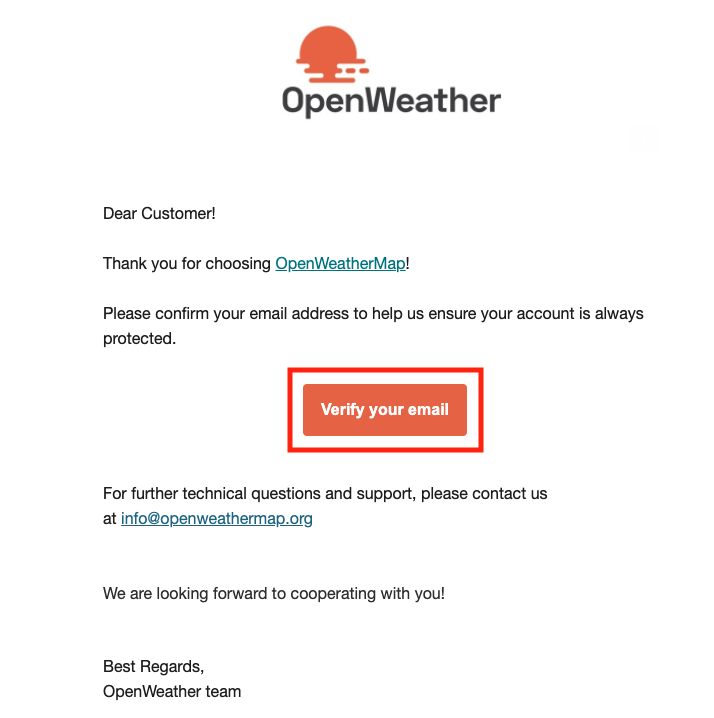 OpenWeather
Dear Customer!
Thank you for choosing OpenWeatherMap!
Please confirm your email address to help us ensure your account is always
protected.
Verify your email
For further technical questions and support, please contact us
at info@openweathermap.org
We are looking forward to cooperating with you!
Best Regards,
OpenWeather team